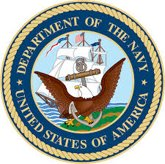 DEPARTMENT OF THE NAVY
UNITED STATES OF AMERICA